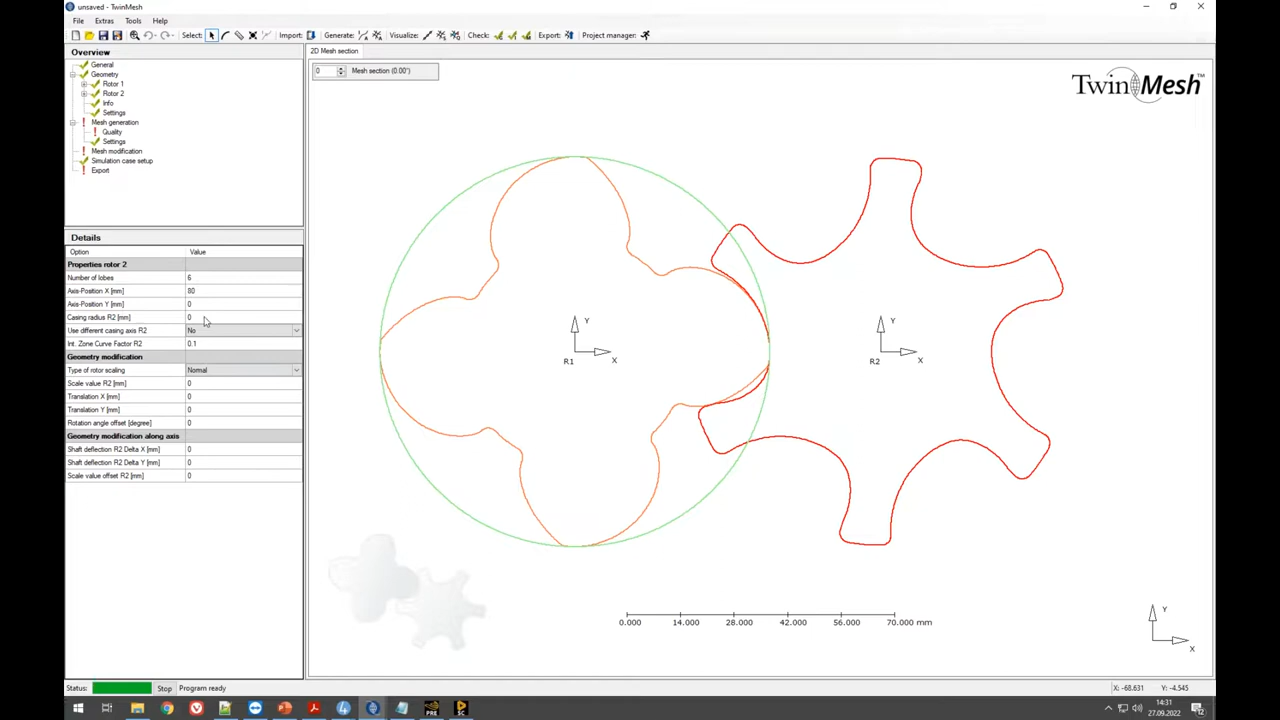 unsaved - TwinMesh
File Extras Tools Help
Select: Import: Generate: Visualize: Check: Export: Project manager:
Overview
General
Geometry
Rotor 1
Rotor 2
Info
Settings
Mesh generation
Quality
Settings
Mesh modification
Simulation case setup
Export
2D Mesh section
0 Mesh section (0.00°)
TwinMesh™
Details
Option Value
Properties rotor 2
Number of lobes 6
Axis-Position X [mm] 80
Axis-Position Y [mm] 0
Casing radius R2 [mm] 0
Use different casing axis R2 No
Int. Zone Curve Factor R2 0.1
Geometry modification
Type of rotor scaling Normal
Scale value R2 [mm] 0
Translation X [mm] 0
Translation Y [mm] 0
Rotation angle offset [degree] 0
Geometry modification along axis
Shaft deflection R2 Delta X [mm] 0
Shaft deflection R2 Delta Y [mm] 0
Scale value offset R2 [mm] 0
Y
R1 X
Y
R2 X
0.000 14.000 28.000 42.000 56.000 70.000 mm
Y
X
Status: Stop Program ready
X: -68.631 Y: -4.545
PRE SC
14:31
27.09.2022
12